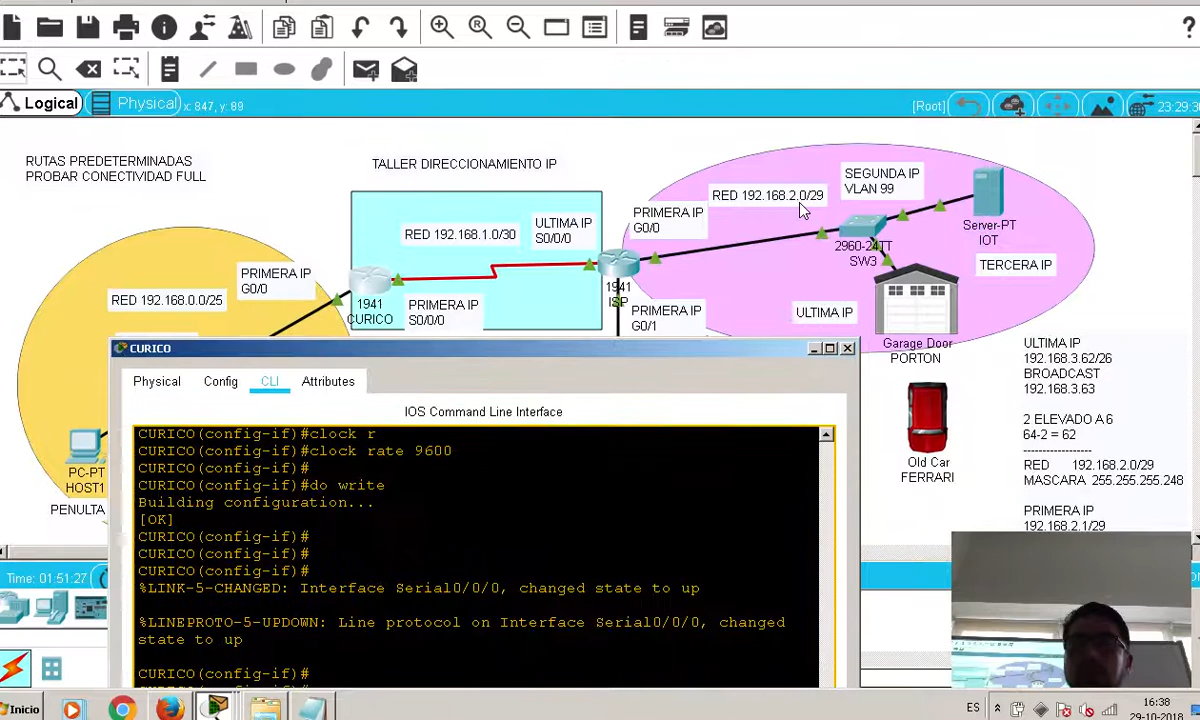 Logical
Physical
x: 847, y: 89
[Root]
23:29:3
RUTAS PREDETERMINADAS
PROBAR CONECTIVIDAD FULL
TALLER DIRECCIONAMIENTO IP
RED 192.168.1.0/30
ULTIMA IP
S0/0/0
PRIMERA IP
G0/0
RED 192.168.2.0/29
SEGUNDA IP
VLAN 99
Server-PT
IOT
2960-24TT
SW3
TERCERA IP
PRIMERA IP
G0/0
RED 192.168.0.0/25
1941
CURICO
PRIMERA IP
S0/0/0
1941
ISP
PRIMERA IP
G0/1
ULTIMA IP
Garage Door
PORTON
Old Car
FERRARI
ULTIMA IP
192.168.3.62/26
BROADCAST
192.168.3.63
2 ELEVADO A 6
64-2 = 62
------------------
RED 192.168.2.0/29
MASCARA 255.255.255.248
PRIMERA IP
192.168.2.1/29
PC-PT
HOST1
PENULTA
CURICO
Physical
Config
CLI
Attributes
IOS Command Line Interface
CURICO(config-if)#clock r
CURICO(config-if)#clock rate 9600
CURICO(config-if)#
CURICO(config-if)#do write
Building configuration...
[OK]
CURICO(config-if)#
CURICO(config-if)#
CURICO(config-if)#
%LINK-5-CHANGED: Interface Serial0/0/0, changed state to up
%LINEPROTO-5-UPDOWN: Line protocol on Interface Serial0/0/0, changed
state to up
CURICO(config-if)#
Time: 01:51:27
Inicio
ES
16:38
29-10-2018